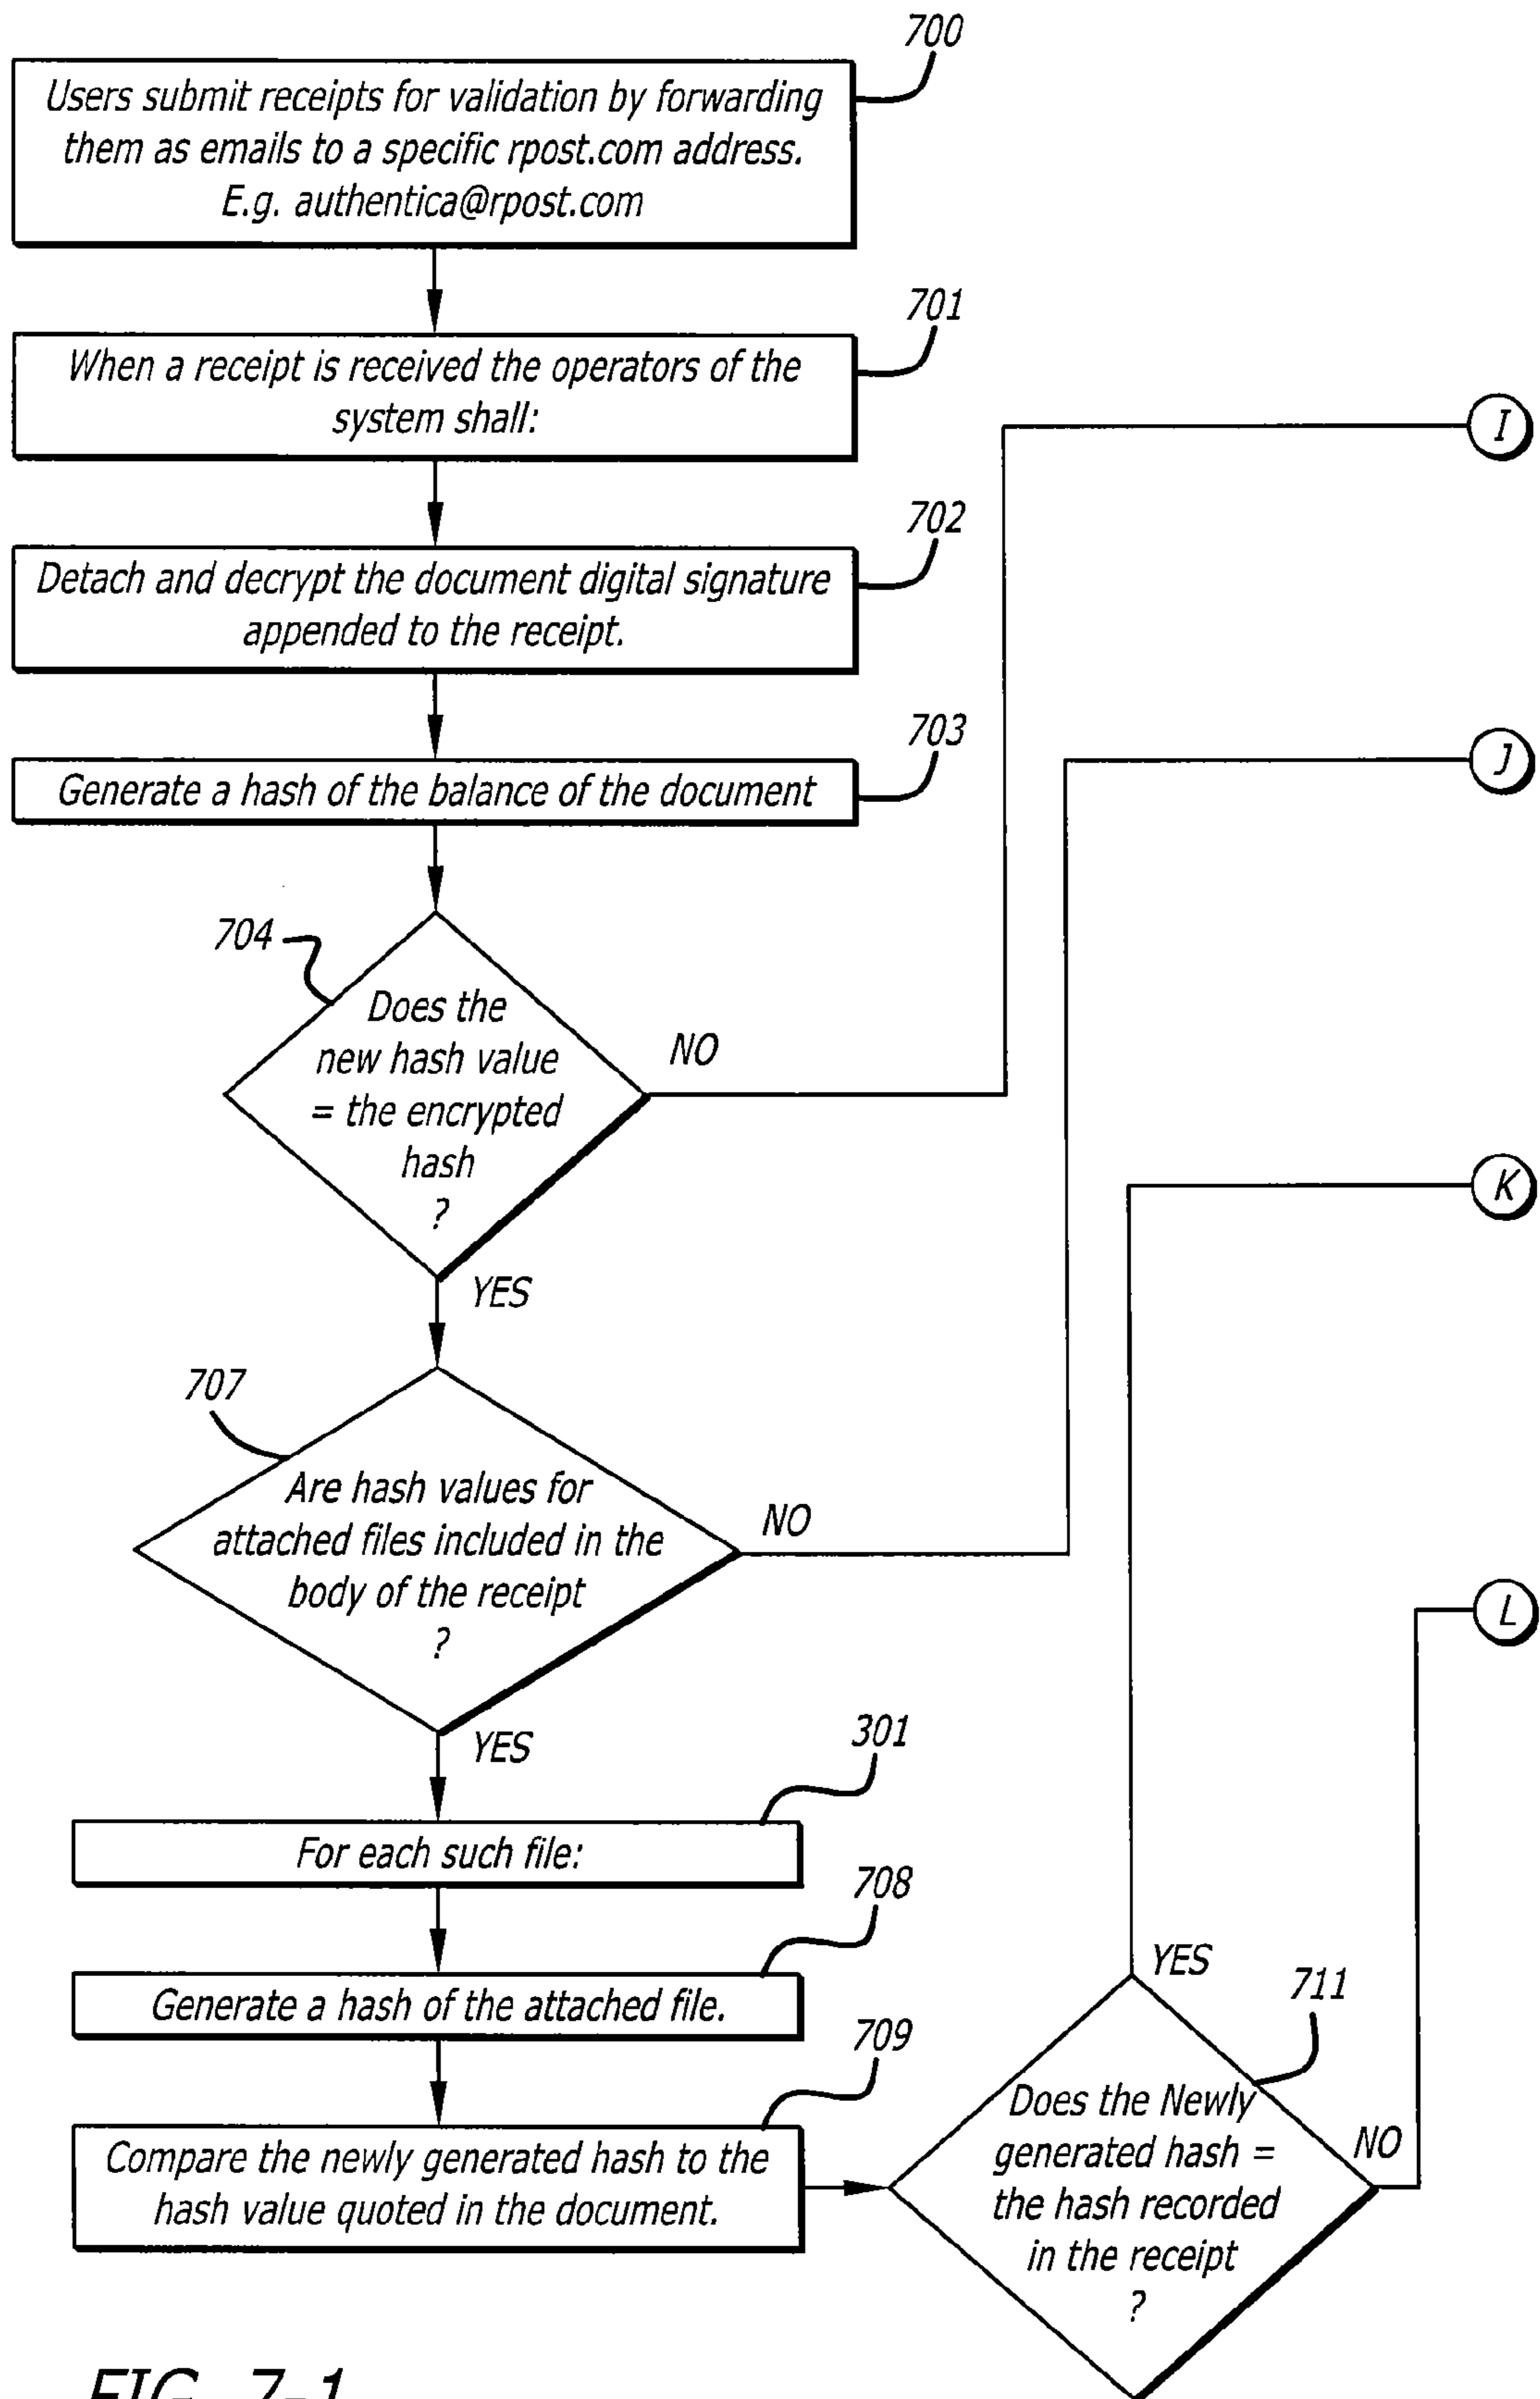 700
Users submit receipts for validation by forwarding
them as emails to a specific rpost.com address.
E.g. authentica@rpost.com
701
When a receipt is received the operators of the
system shall:
I
702
Detach and decrypt the document digital signature
appended to the receipt.
703
Generate a hash of the balance of the document
J
704
Does the
new hash value
= the encrypted
hash
?
NO
YES
K
707
Are hash values for
attached files included in the
body of the receipt
?
NO
YES
L
301
For each such file:
708
Generate a hash of the attached file.
709
Compare the newly generated hash to the
hash value quoted in the document.
YES
711
Does the Newly
generated hash =
the hash recorded
in the receipt
?
NO
FIG. 7-1